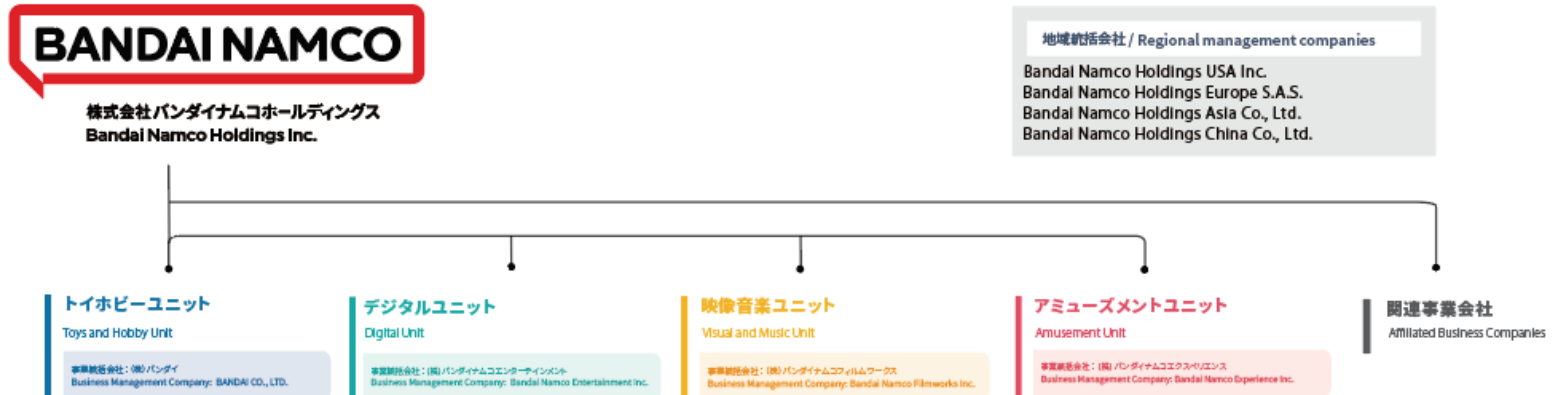 BANDAI NAMCO
株式会社バンダイナムコホールディングス
Bandai Namco Holdings Inc.
地域統括会社 / Regional management companies
Bandai Namco Holdings USA Inc.
Bandai Namco Holdings Europe S.A.S.
Bandai Namco Holdings Asia Co., Ltd.
Bandai Namco Holdings China Co., Ltd.
トイホビーユニット
Toys and Hobby Unit
事業統括会社：(株) バンダイ
Business Management Company: BANDAI CO., LTD.
デジタルユニット
Digital Unit
事業統括会社：(株) バンダイナムコエンターテインメント
Business Management Company: Bandai Namco Entertainment Inc.
映像音楽ユニット
Visual and Music Unit
事業統括会社：(株) バンダイナムコフィルムワークス
Business Management Company: Bandai Namco Filmworks Inc.
アミューズメントユニット
Amusement Unit
事業統括会社：(株) バンダイナムコエクスペリエンス
Business Management Company: Bandai Namco Experience Inc.
関連事業会社
Affiliated Business Companies